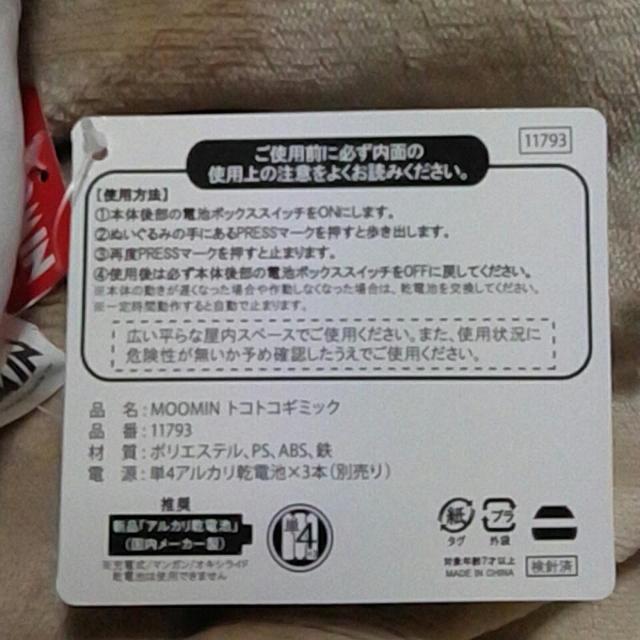 11793
ご使用前に必ず内面の
使用上の注意をよくお読みください。
【使用方法】
①本体後部の電池ボックススイッチをONにします。
②ぬいぐるみの手にあるPRESSマークを押すと歩き出します。
③再度PRESSマークを押すと止まります。
④使用後は必ず本体後部の電池ボックススイッチをOFFに戻してください。
※本体の動きが遅くなった場合や作動しなくなった場合は、乾電池を交換してください。
※一定時間動作すると自動で止まります。
広い平らな屋内スペースでご使用ください。また、使用状況に
危険性が無いか予め確認したうえでご使用ください。
品 名：MOOMIN トコトコギミック
品 番：11793
材 質：ポリエステル、PS、ABS、鉄
電 源：単4アルカリ乾電池×3本（別売り）
推奨
新品「アルカリ乾電池」
（国内メーカー製）
単4
※充電式/マンガン/オキシライド
乾電池は使用できません
紙
タグ
プラ
外袋
対象年齢7才以上
MADE IN CHINA
検針済